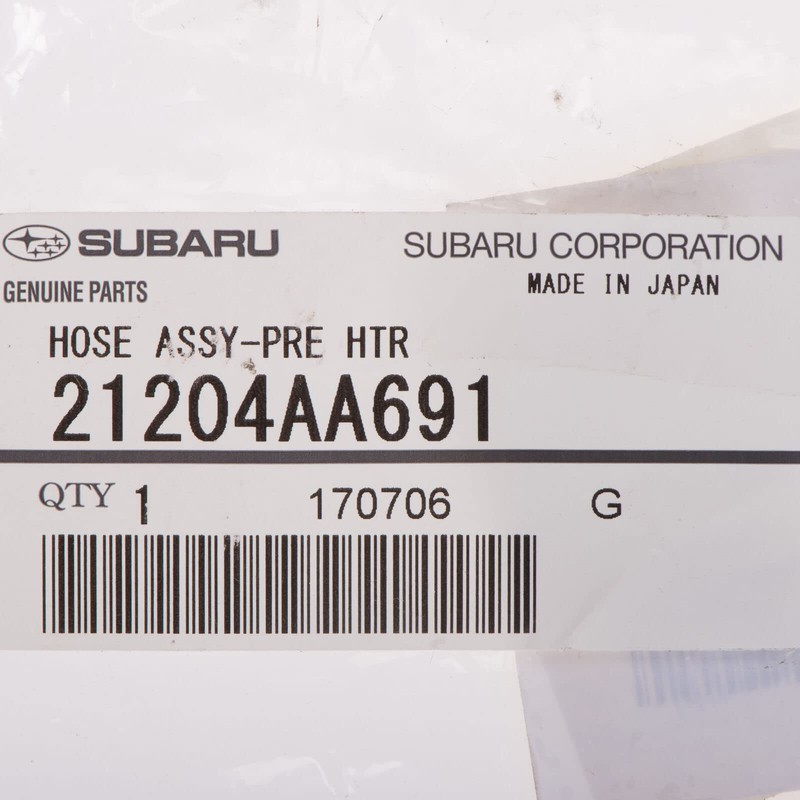 SUBARU SUBARU CORPORATION
GENUINE PARTS MADE IN JAPAN
HOSE ASSY-PRE HTR
21204AA691
QTY 1 170706 G